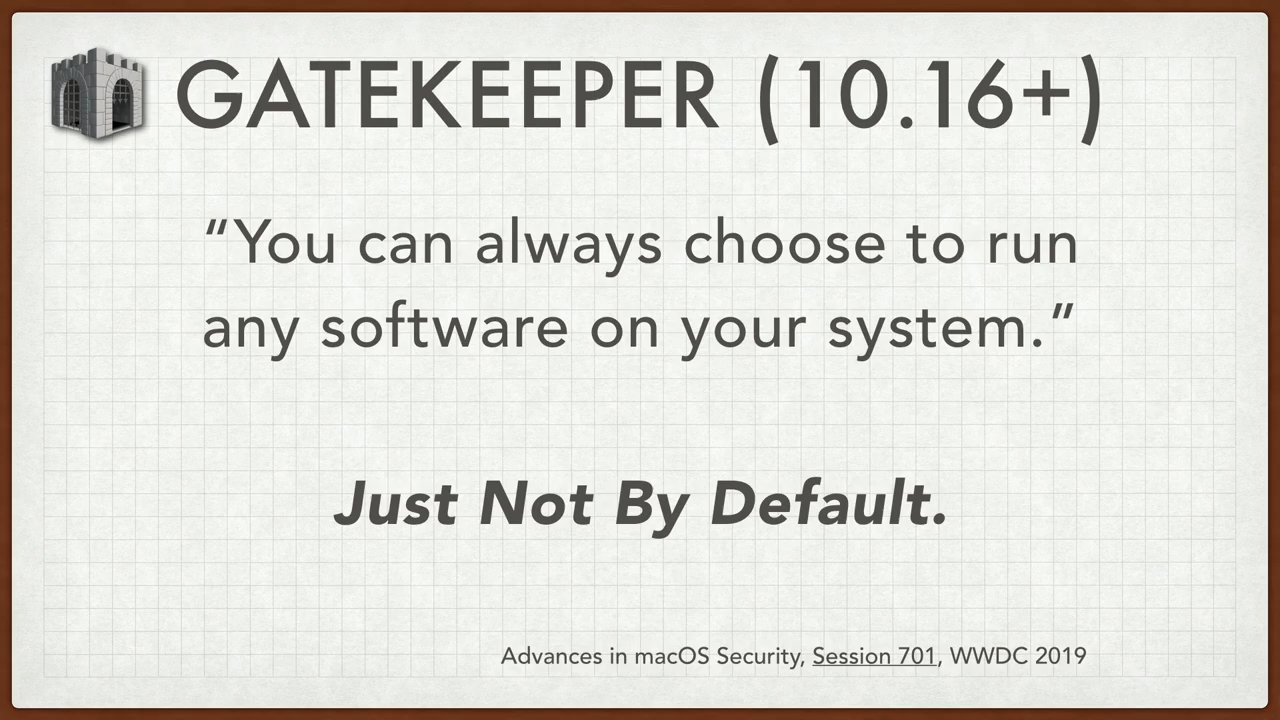 GATEKEEPER (10.16+)
“You can always choose to run
any software on your system.”
Just Not By Default.
Advances in macOS Security, Session 701, WWDC 2019